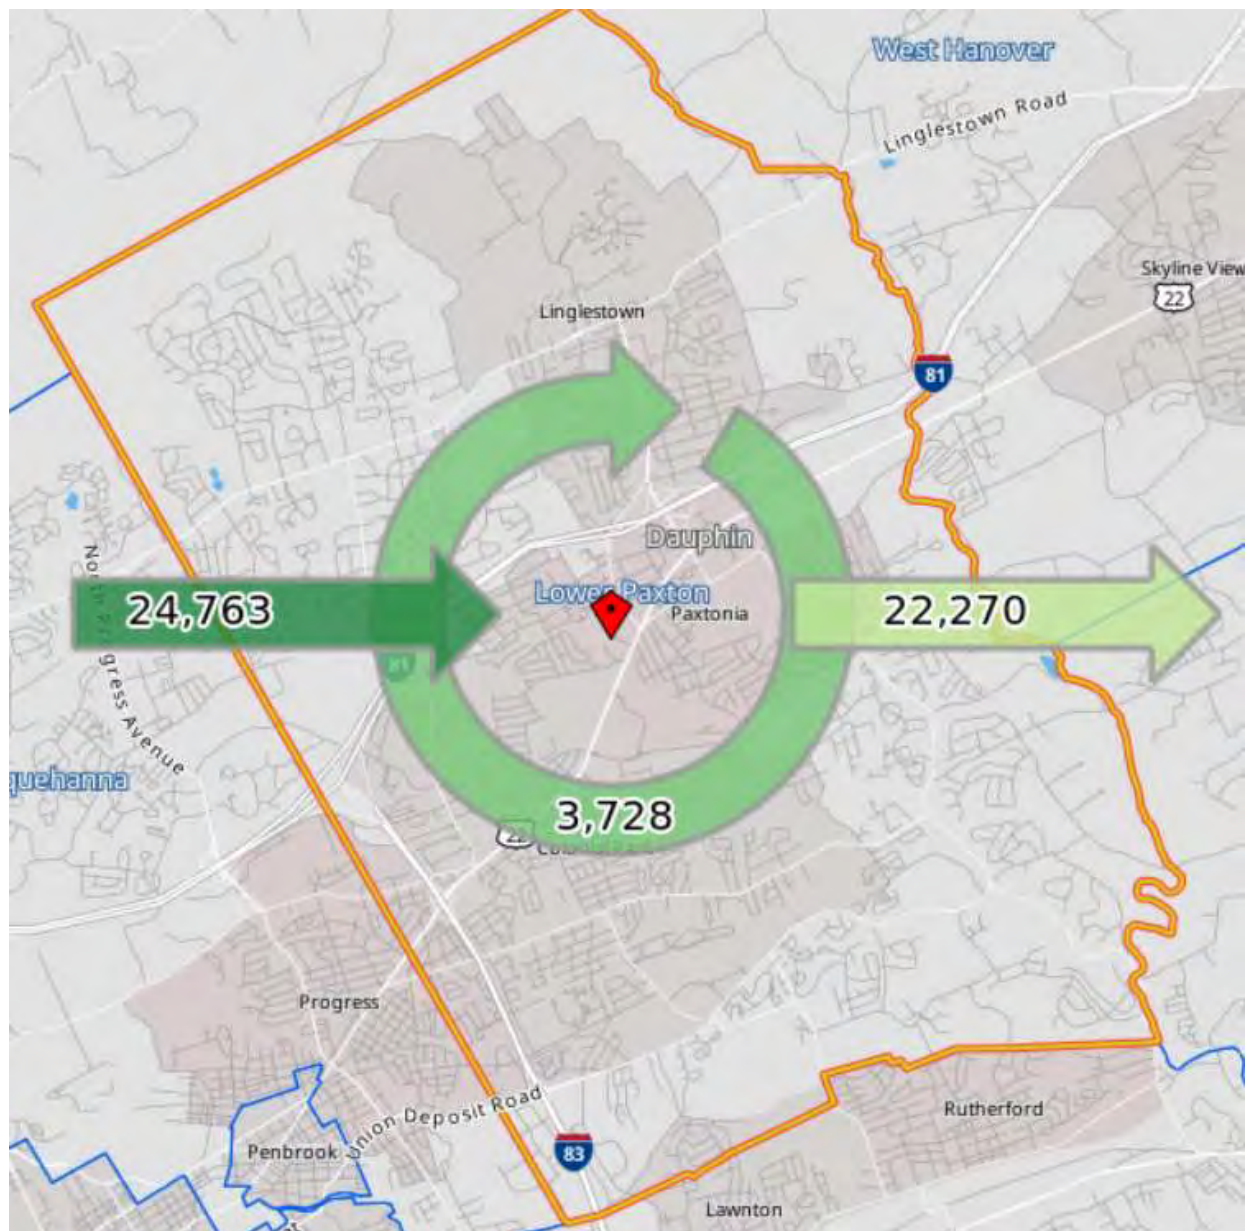 West Hanover
Linglestown Road
Skyline View
22
Linglestown
81
Dauphin
Lower Paxton
24,763
Paxtonia
22,270
81
North Progress Avenue
quehanna
3,728
22
Progress
Union Deposit Road
Rutherford
Penbrook
83
Lawnton